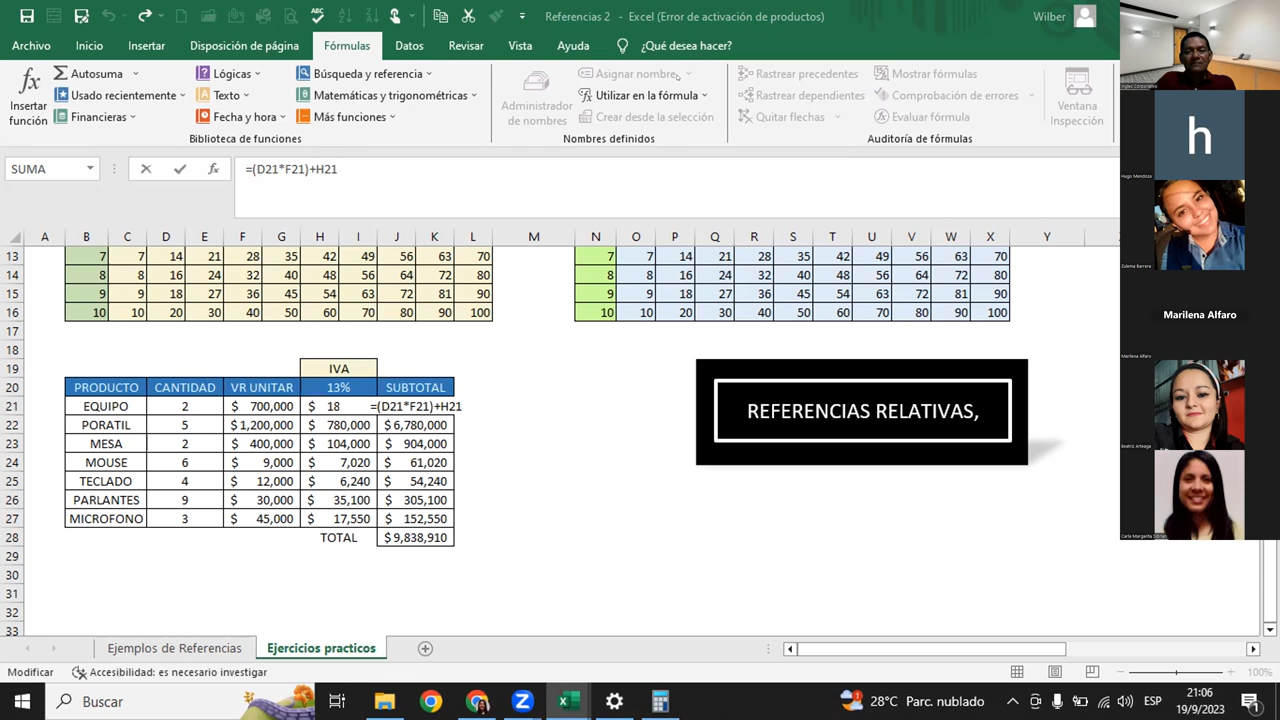 Referencias 2 - Excel (Error de activación de productos)
Wilber
Archivo Inicio Insertar Disposición de página Fórmulas Datos Revisar Vista Ayuda ¿Qué desea hacer?
Insertar función
Autosuma
Usado recientemente
Financieras
Lógicas
Texto
Fecha y hora
Búsqueda y referencia
Matemáticas y trigonométricas
Más funciones
Biblioteca de funciones
Administrador de nombres
Asignar nombre
Utilizar en la fórmula
Crear desde la selección
Nombres definidos
Rastrear precedentes
Rastrear dependientes
Quitar flechas
Mostrar fórmulas
Comprobación de errores
Evaluar fórmula
Auditoría de fórmulas
Ventana Inspección
SUMA
fx
=(D21*F21)+H21
A B C D E F G H I J K L M N O P Q R S T U V W X Y
13 7 7 14 21 28 35 42 49 56 63 70 7 7 14 21 28 35 42 49 56 63 70
14 8 8 16 24 32 40 48 56 64 72 80 8 8 16 24 32 40 48 56 64 72 80
15 9 9 18 27 36 45 54 63 72 81 90 9 9 18 27 36 45 54 63 72 81 90
16 10 10 20 30 40 50 60 70 80 90 100 10 10 20 30 40 50 60 70 80 90 100
17
18
19 IVA
20 PRODUCTO CANTIDAD VR UNITAR 13% SUBTOTAL
21 EQUIPO 2 $ 700,000 $ 18 =(D21*F21)+H21
22 PORATIL 5 $ 1,200,000 $ 780,000 $ 6,780,000
23 MESA 2 $ 400,000 $ 104,000 $ 904,000
24 MOUSE 6 $ 9,000 $ 7,020 $ 61,020
25 TECLADO 4 $ 12,000 $ 6,240 $ 54,240
26 PARLANTES 9 $ 30,000 $ 35,100 $ 305,100
27 MICROFONO 3 $ 45,000 $ 17,550 $ 152,550
28 TOTAL $ 9,838,910
29
30
31
32
33
REFERENCIAS RELATIVAS,
Ingles Corporativo
h
Hugo Mendoza
Zulema Barrera
Marilena Alfaro
Marilena Alfaro
Beatriz Arteaga
Carla Margarita
Ejemplos de Referencias Ejercicios practicos
Modificar Accesibilidad: es necesario investigar
100%
Buscar
28°C Parc. nublado
ESP
21:06
19/9/2023